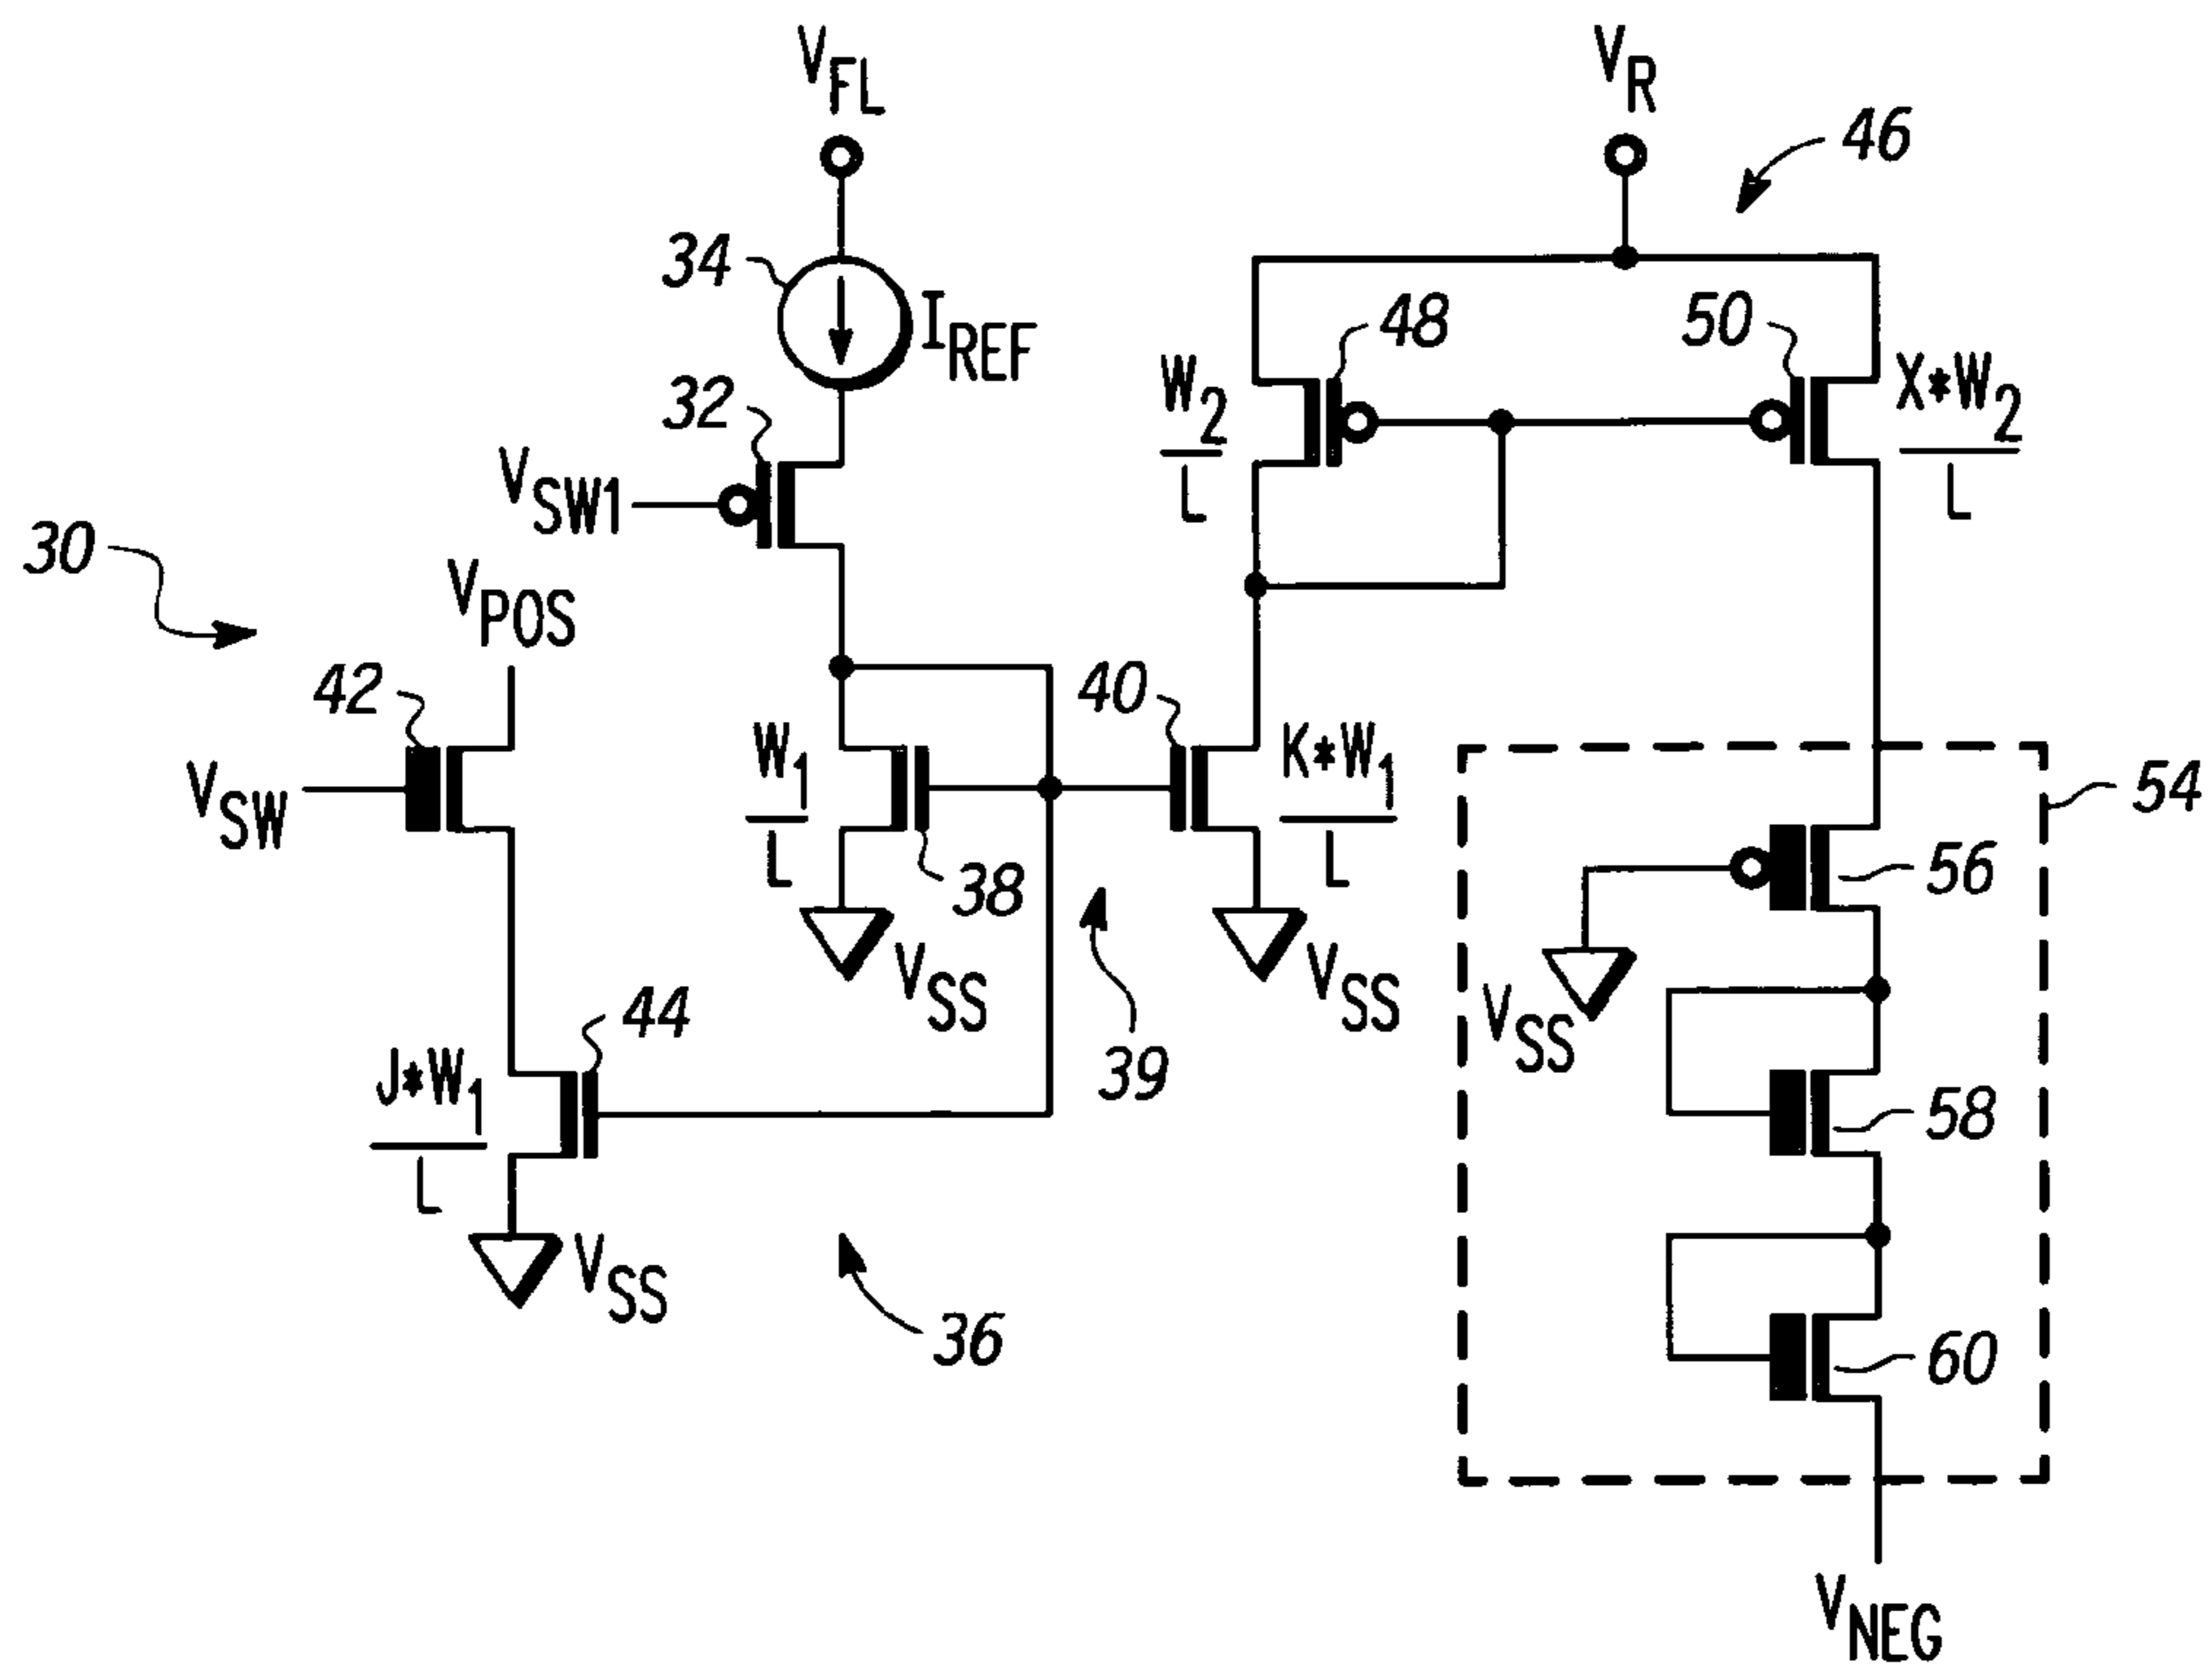 V_FL
V_R
46
34
I_REF
48
50
32
W_2
L
X*W_2
L
V_SW1
30
V_POS
42
40
W_1
L
K*W_1
L
V_SW
54
38
56
V_SS
V_SS
V_SS
44
39
J*W_1
L
58
V_SS
36
60
V_NEG